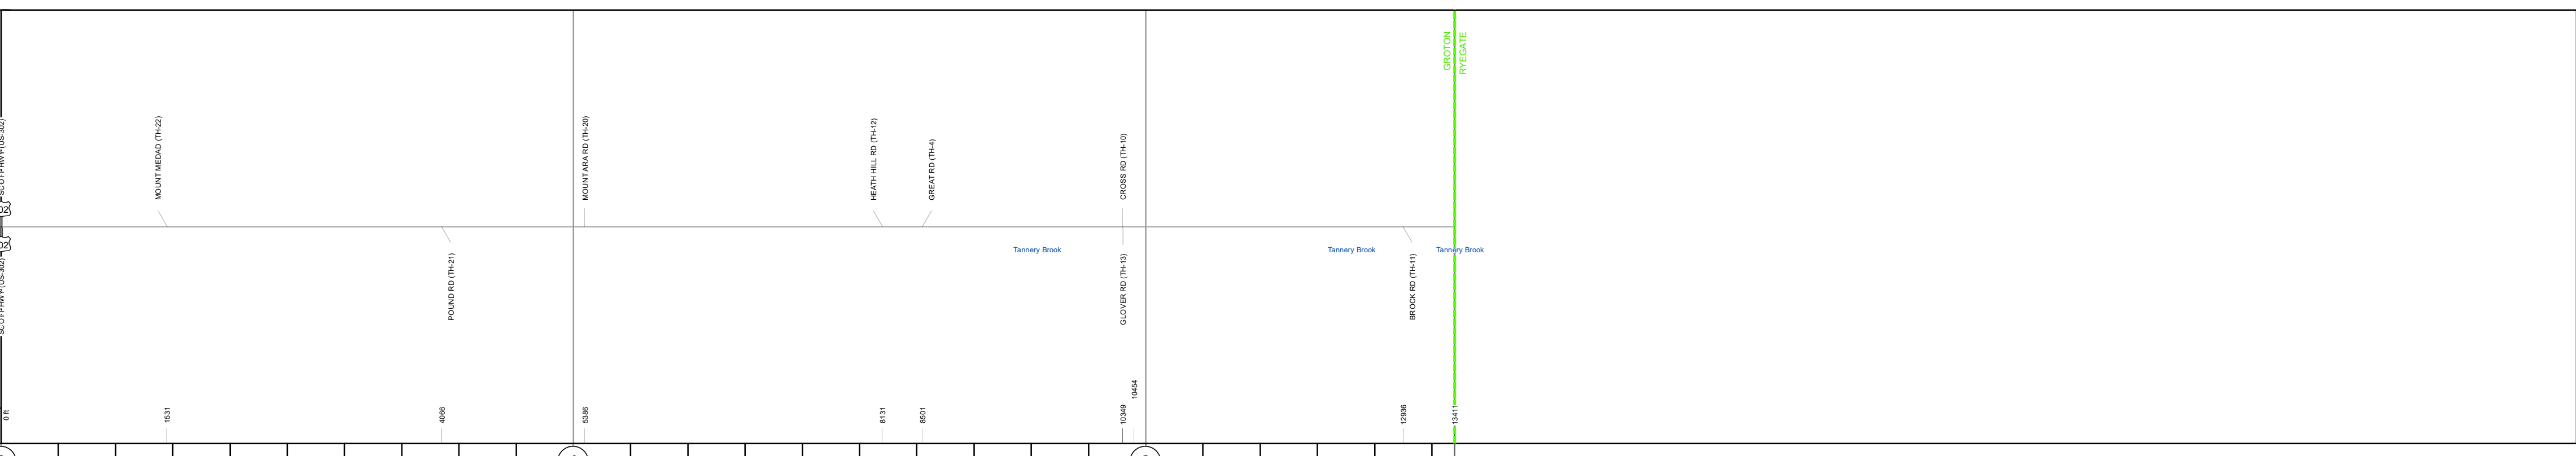 GROTON
RYEGATE
MOUNT MEDAD (TH-22)
MOUNT ARA RD (TH-20)
HEATH HILL RD (TH-12)
GREAT RD (TH-4)
CROSS RD (TH-10)
02
02
Tannery Brook
Tannery Brook
Tannery Brook
POUND RD (TH-21)
GLOVER RD (TH-13)
BROCK RD (TH-11)
0 ft
1531
4066
5386
8131
8501
10349
10454
12936
13411